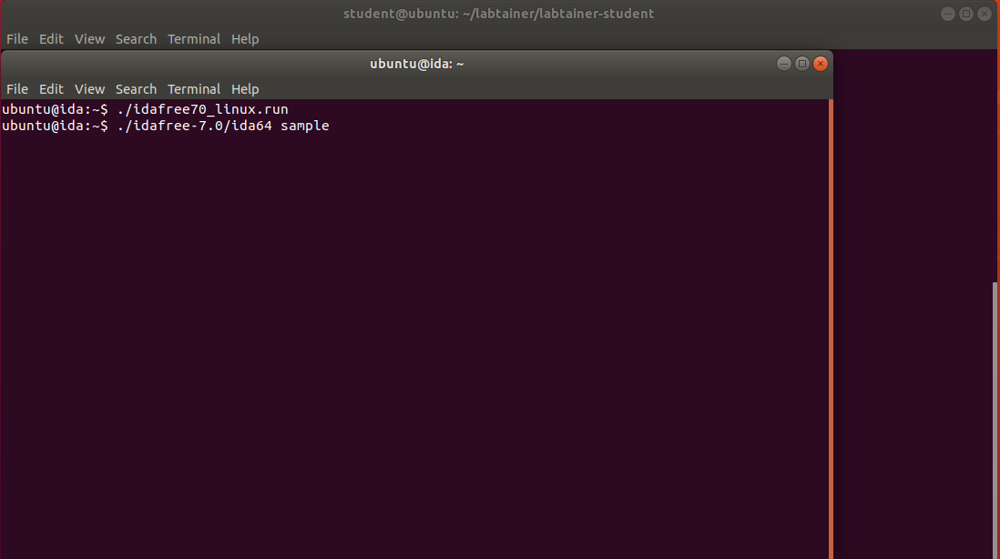 student@ubuntu: ~/labtainer/labtainer-student
File Edit View Search Terminal Help
ubuntu@ida: ~
File Edit View Search Terminal Help
ubuntu@ida:~$ ./idafree70_linux.run
ubuntu@ida:~$ ./idafree-7.0/ida64 sample